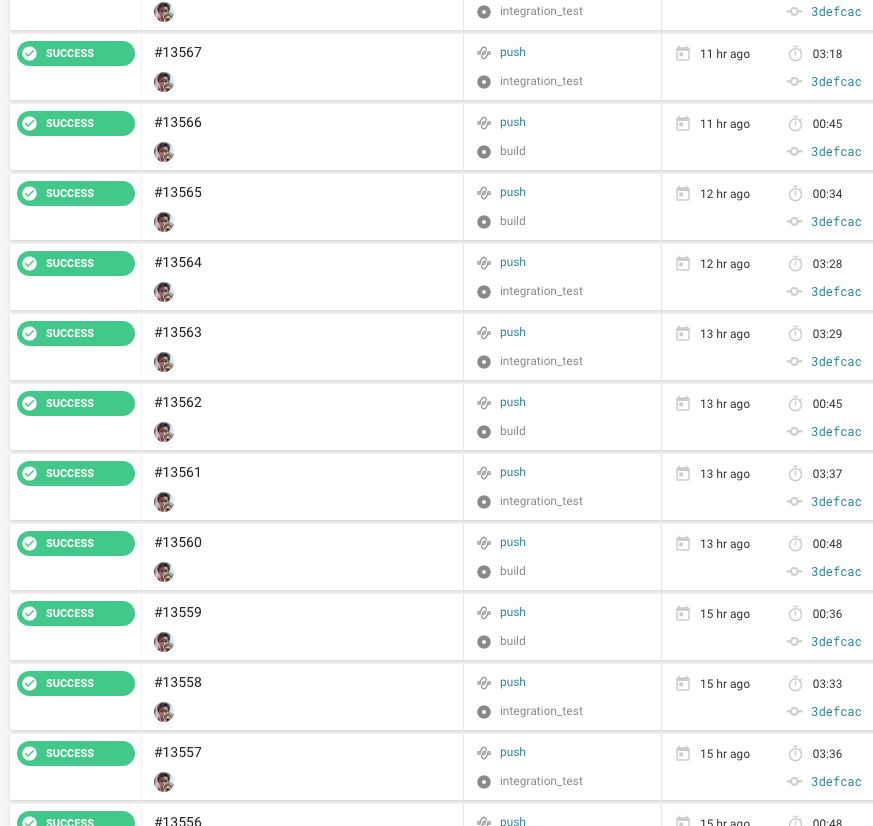 integration_test 3defcac
SUCCESS #13567 push 11 hr ago 03:18
integration_test 3defcac
SUCCESS #13566 push 11 hr ago 00:45
build 3defcac
SUCCESS #13565 push 12 hr ago 00:34
build 3defcac
SUCCESS #13564 push 12 hr ago 03:28
integration_test 3defcac
SUCCESS #13563 push 13 hr ago 03:29
integration_test 3defcac
SUCCESS #13562 push 13 hr ago 00:45
build 3defcac
SUCCESS #13561 push 13 hr ago 03:37
integration_test 3defcac
SUCCESS #13560 push 13 hr ago 00:48
build 3defcac
SUCCESS #13559 push 15 hr ago 00:36
build 3defcac
SUCCESS #13558 push 15 hr ago 03:33
integration_test 3defcac
SUCCESS #13557 push 15 hr ago 03:36
integration_test 3defcac
SUCCESS #13556 push 15 hr ago 00:48